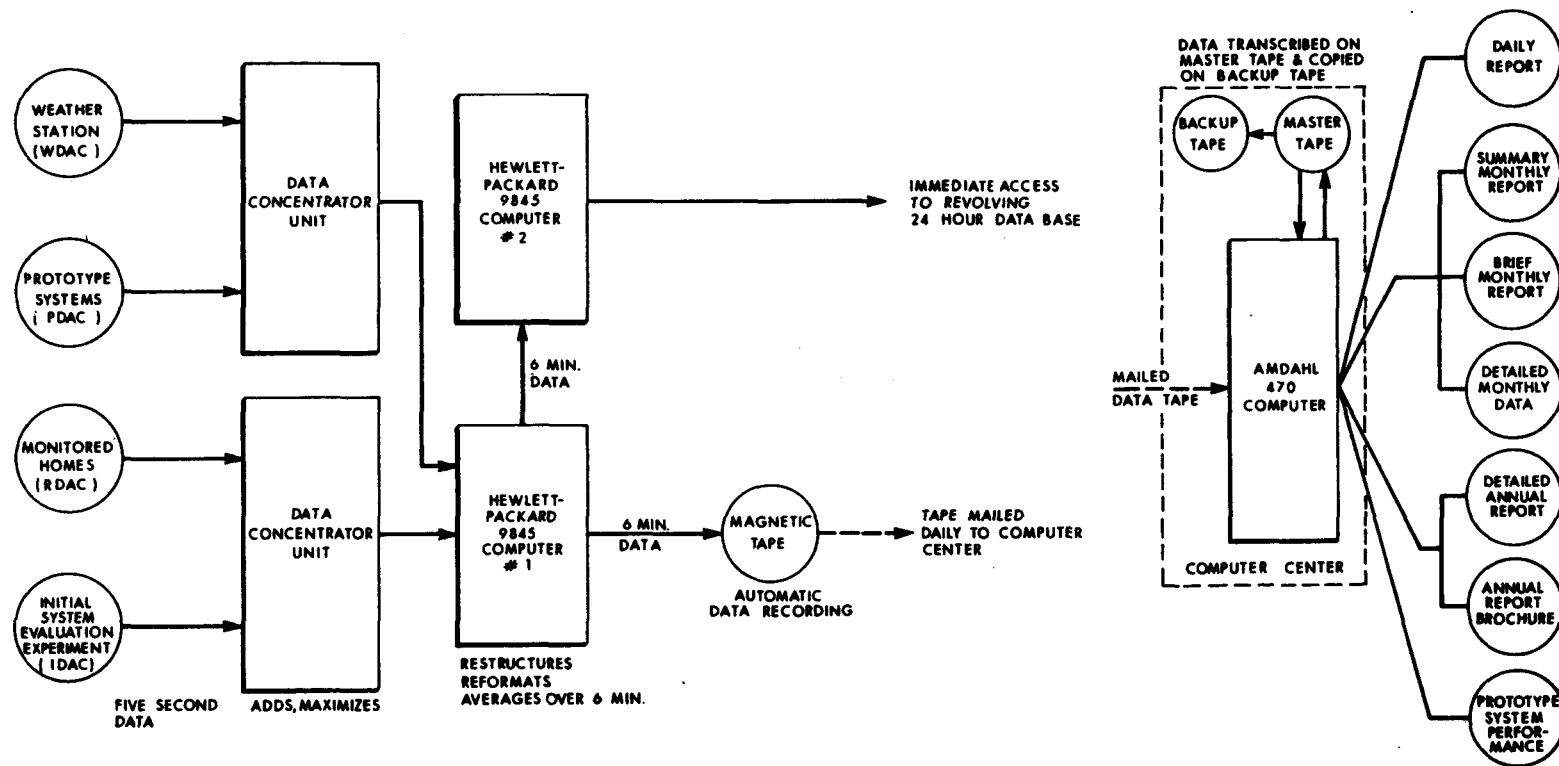 WEATHER
STATION
(WDAC)
PROTOTYPE
SYSTEMS
(PDAC)
MONITORED
HOMES
(RDAC)
INITIAL
SYSTEM
EVALUATION
EXPERIMENT
(IDAC)
FIVE SECOND
DATA
DATA
CONCENTRATOR
UNIT
DATA
CONCENTRATOR
UNIT
ADDS, MAXIMIZES
HEWLETT-
PACKARD
9845
COMPUTER
#2
6 MIN.
DATA
HEWLETT-
PACKARD
9845
COMPUTER
#1
RESTRUCTURES
REFORMATS
AVERAGES OVER 6 MIN.
IMMEDIATE ACCESS
TO REVOLVING
24 HOUR DATA BASE
6 MIN.
DATA
MAGNETIC
TAPE
AUTOMATIC
DATA RECORDING
TAPE MAILED
DAILY TO COMPUTER
CENTER
DATA TRANSCRIBED ON
MASTER TAPE & COPIED
ON BACKUP TAPE
BACKUP
TAPE
MASTER
TAPE
MAILED
DATA TAPE
AMDAHL
470
COMPUTER
COMPUTER CENTER
DAILY
REPORT
SUMMARY
MONTHLY
REPORT
BRIEF
MONTHLY
REPORT
DETAILED
MONTHLY
DATA
DETAILED
ANNUAL
REPORT
ANNUAL
REPORT
BROCHURE
PROTOTYPE
SYSTEM
PERFOR-
MANCE